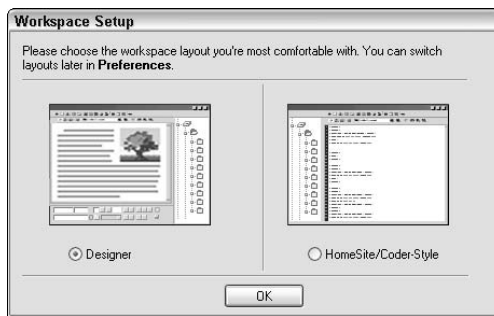 Workspace Setup
Please choose the workspace layout you're most comfortable with. You can switch
layouts later in Preferences.
Designer
HomeSite/Coder-Style
OK